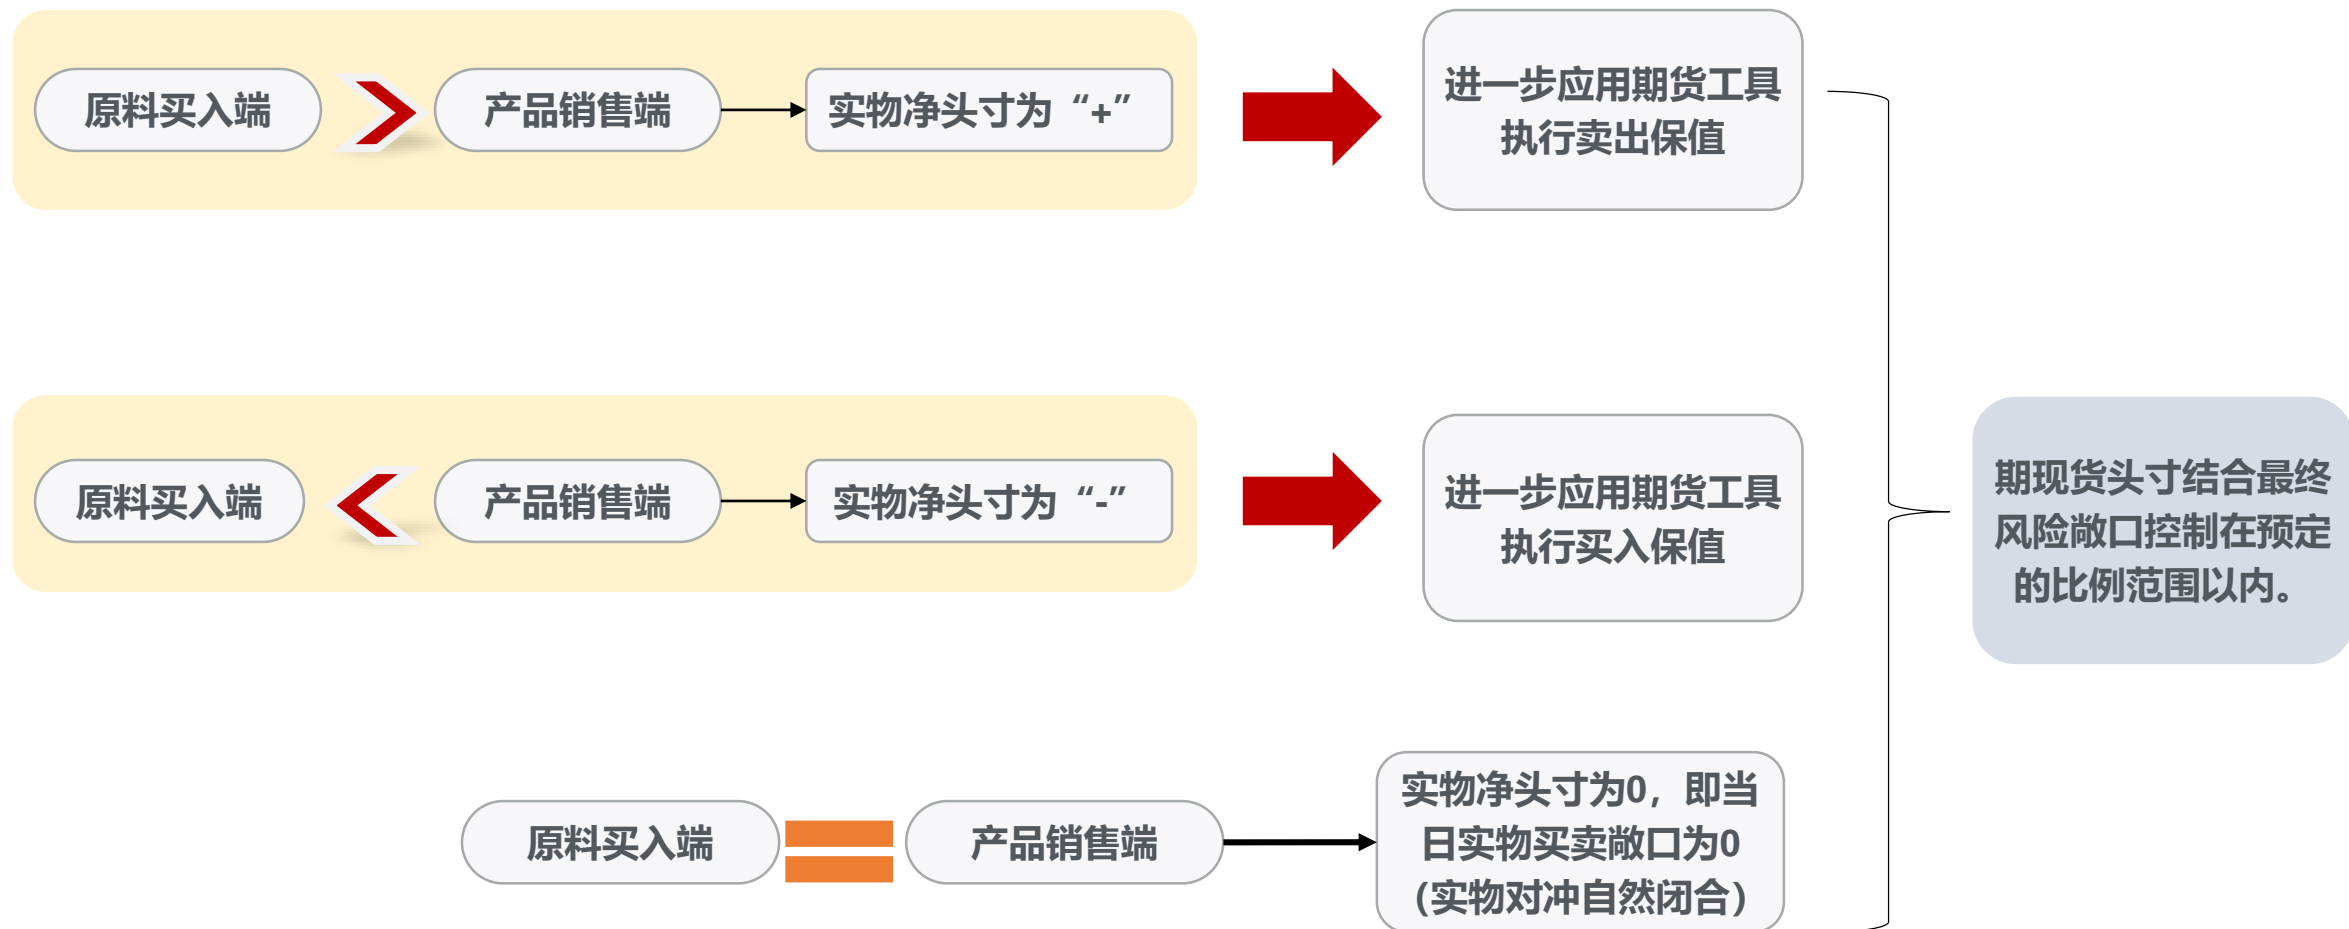 原料买入端
产品销售端
实物净头寸为“+”
进一步应用期货工具
执行卖出保值
原料买入端
产品销售端
实物净头寸为“-”
进一步应用期货工具
执行买入保值
期现货头寸结合最终
风险敞口控制在预定
的比例范围以内。
原料买入端
产品销售端
实物净头寸为0，即当
日实物买卖敞口为0
（实物对冲自然闭合）